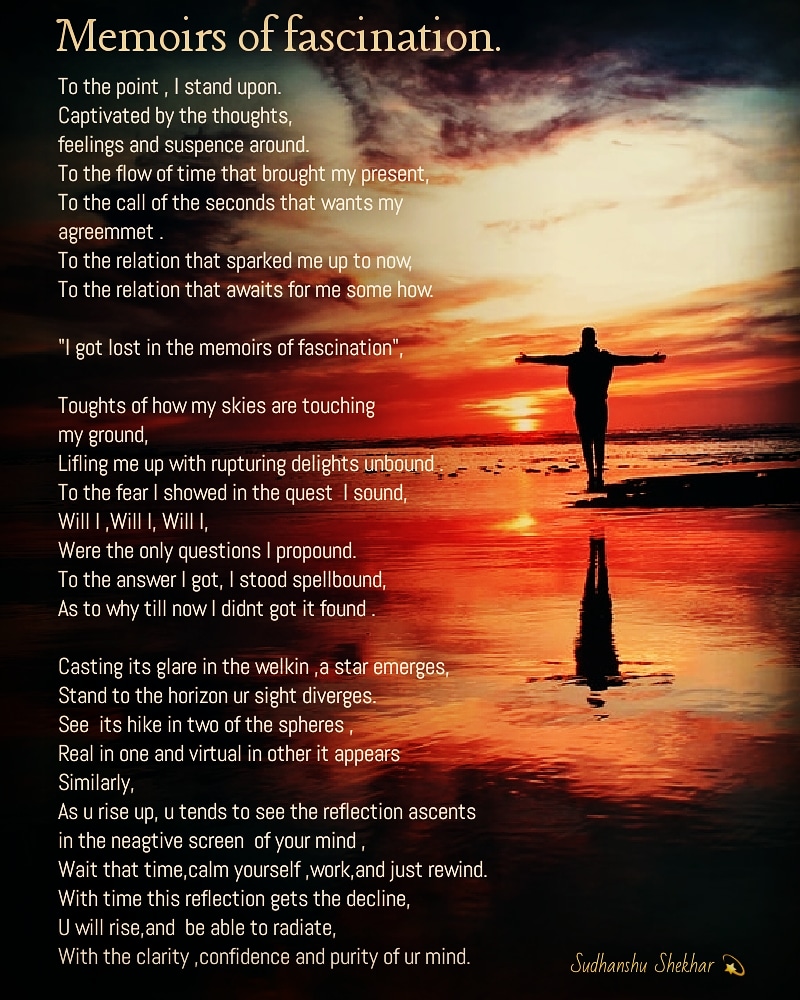 Memoirs of fascination.
To the point , I stand upon.
Captivated by the thoughts,
feelings and suspence around.
To the flow of time that brought my present,
To the call of the seconds that wants my
agreemmet .
To the relation that sparked me up to now,
To the relation that awaits for me some how.
"I got lost in the memoirs of fascination",
Toughts of how my skies are touching
my ground,
Lifling me up with rupturing delights unbound .
To the fear I showed in the quest  I sound,
Will I ,Will I, Will I,
Were the only questions I propound.
To the answer I got, I stood spellbound,
As to why till now I didnt got it found .
Casting its glare in the welkin ,a star emerges,
Stand to the horizon ur sight diverges.
See  its hike in two of the spheres ,
Real in one and virtual in other it appears
Similarly,
As u rise up, u tends to see the reflection ascents
in the neagtive screen  of your mind ,
Wait that time,calm yourself ,work,and just rewind.
With time this reflection gets the decline,
U will rise,and  be able to radiate,
With the clarity ,confidence and purity of ur mind.
Sudhanshu Shekhar 💫